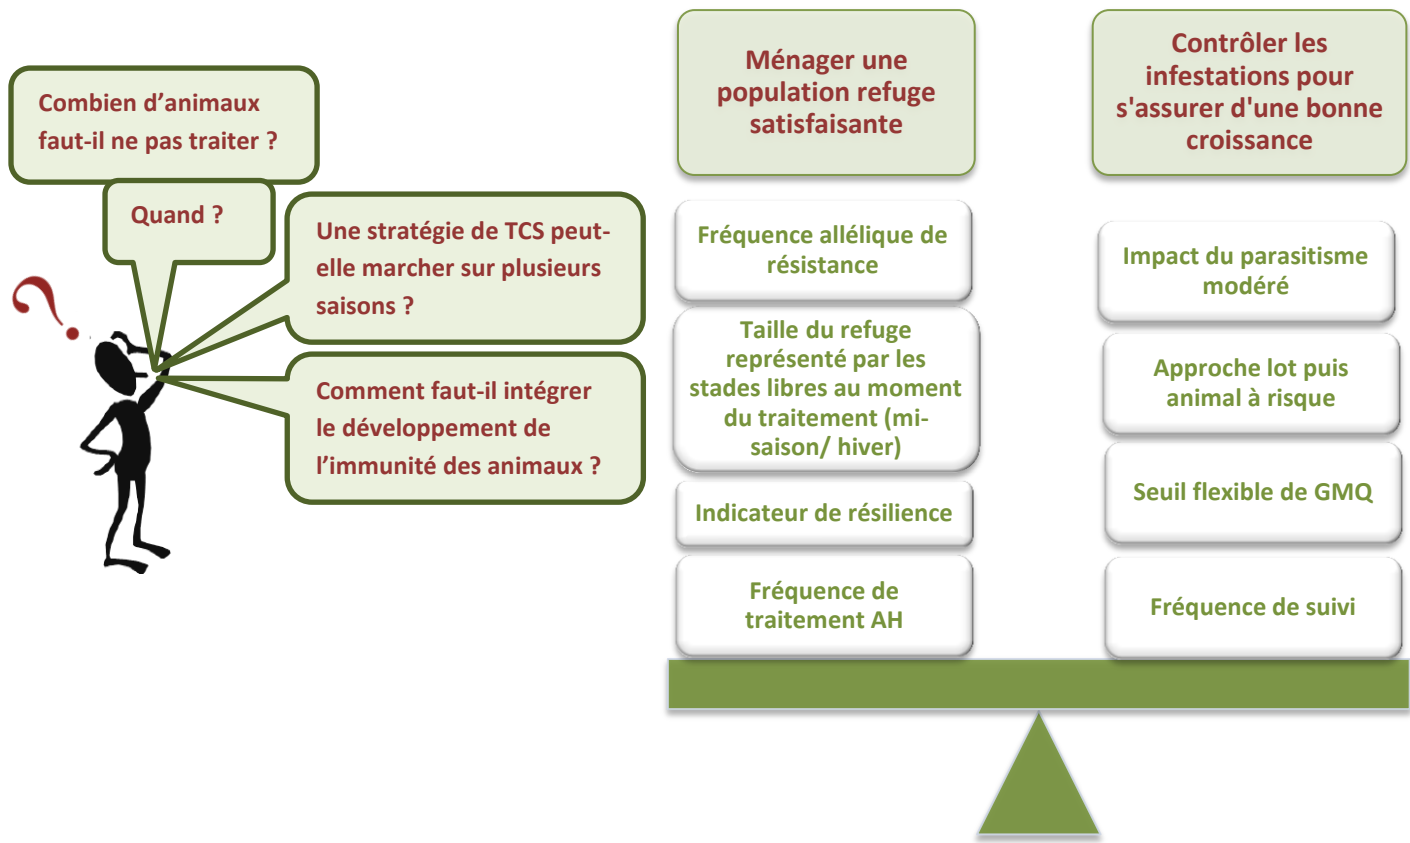 Combien d’animaux
faut-il ne pas traiter ?
Quand ?
Une stratégie de TCS peut-
elle marcher sur plusieurs
saisons ?
Comment faut-il intégrer
le développement de
l’immunité des animaux ?
?
Ménager une
population refuge
satisfaisante
Fréquence allélique de
résistance
Taille du refuge
représenté par les
stades libres au moment
du traitement (mi-
saison/ hiver)
Indicateur de résilience
Fréquence de
traitement AH
Contrôler les
infestations pour
s'assurer d'une bonne
croissance
Impact du parasitisme
modéré
Approche lot puis
animal à risque
Seuil flexible de GMQ
Fréquence de suivi